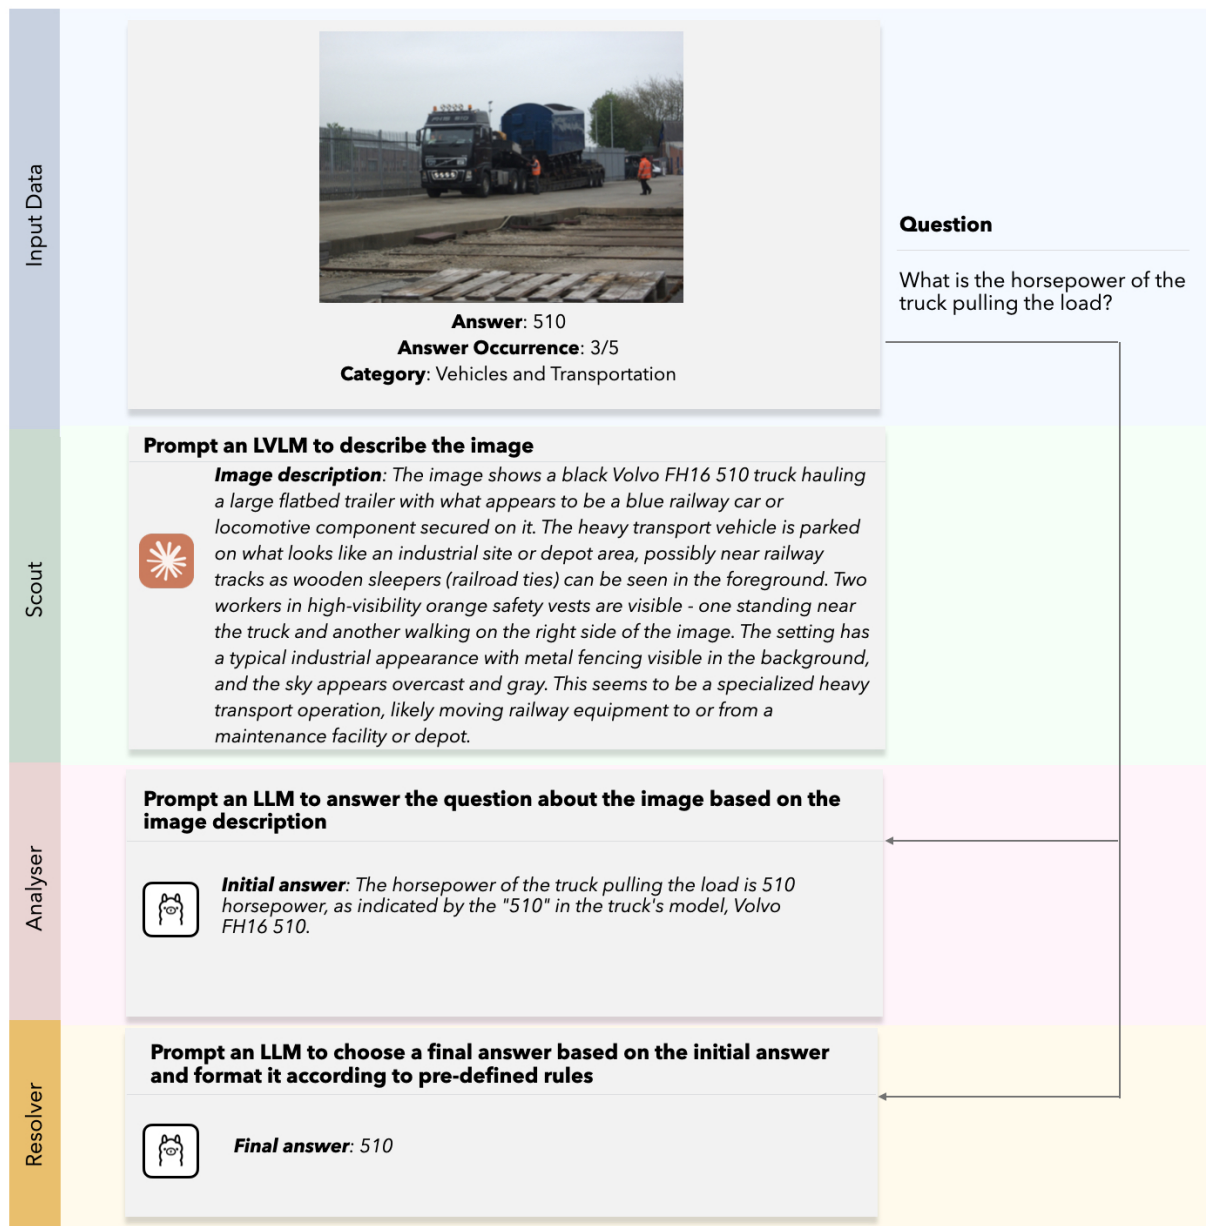 Input Data
Answer: 510
Answer Occurrence: 3/5
Category: Vehicles and Transportation
Question
What is the horsepower of the
truck pulling the load?
Scout
Prompt an LVLM to describe the image
Image description: The image shows a black Volvo FH16 510 truck hauling
a large flatbed trailer with what appears to be a blue railway car or
locomotive component secured on it. The heavy transport vehicle is parked
on what looks like an industrial site or depot area, possibly near railway
tracks as wooden sleepers (railroad ties) can be seen in the foreground. Two
workers in high-visibility orange safety vests are visible - one standing near
the truck and another walking on the right side of the image. The setting has
a typical industrial appearance with metal fencing visible in the background,
and the sky appears overcast and gray. This seems to be a specialized heavy
transport operation, likely moving railway equipment to or from a
maintenance facility or depot.
Analyser
Prompt an LLM to answer the question about the image based on the
image description
Initial answer: The horsepower of the truck pulling the load is 510
horsepower, as indicated by the "510" in the truck's model, Volvo
FH16 510.
Resolver
Prompt an LLM to choose a final answer based on the initial answer
and format it according to pre-defined rules
Final answer: 510